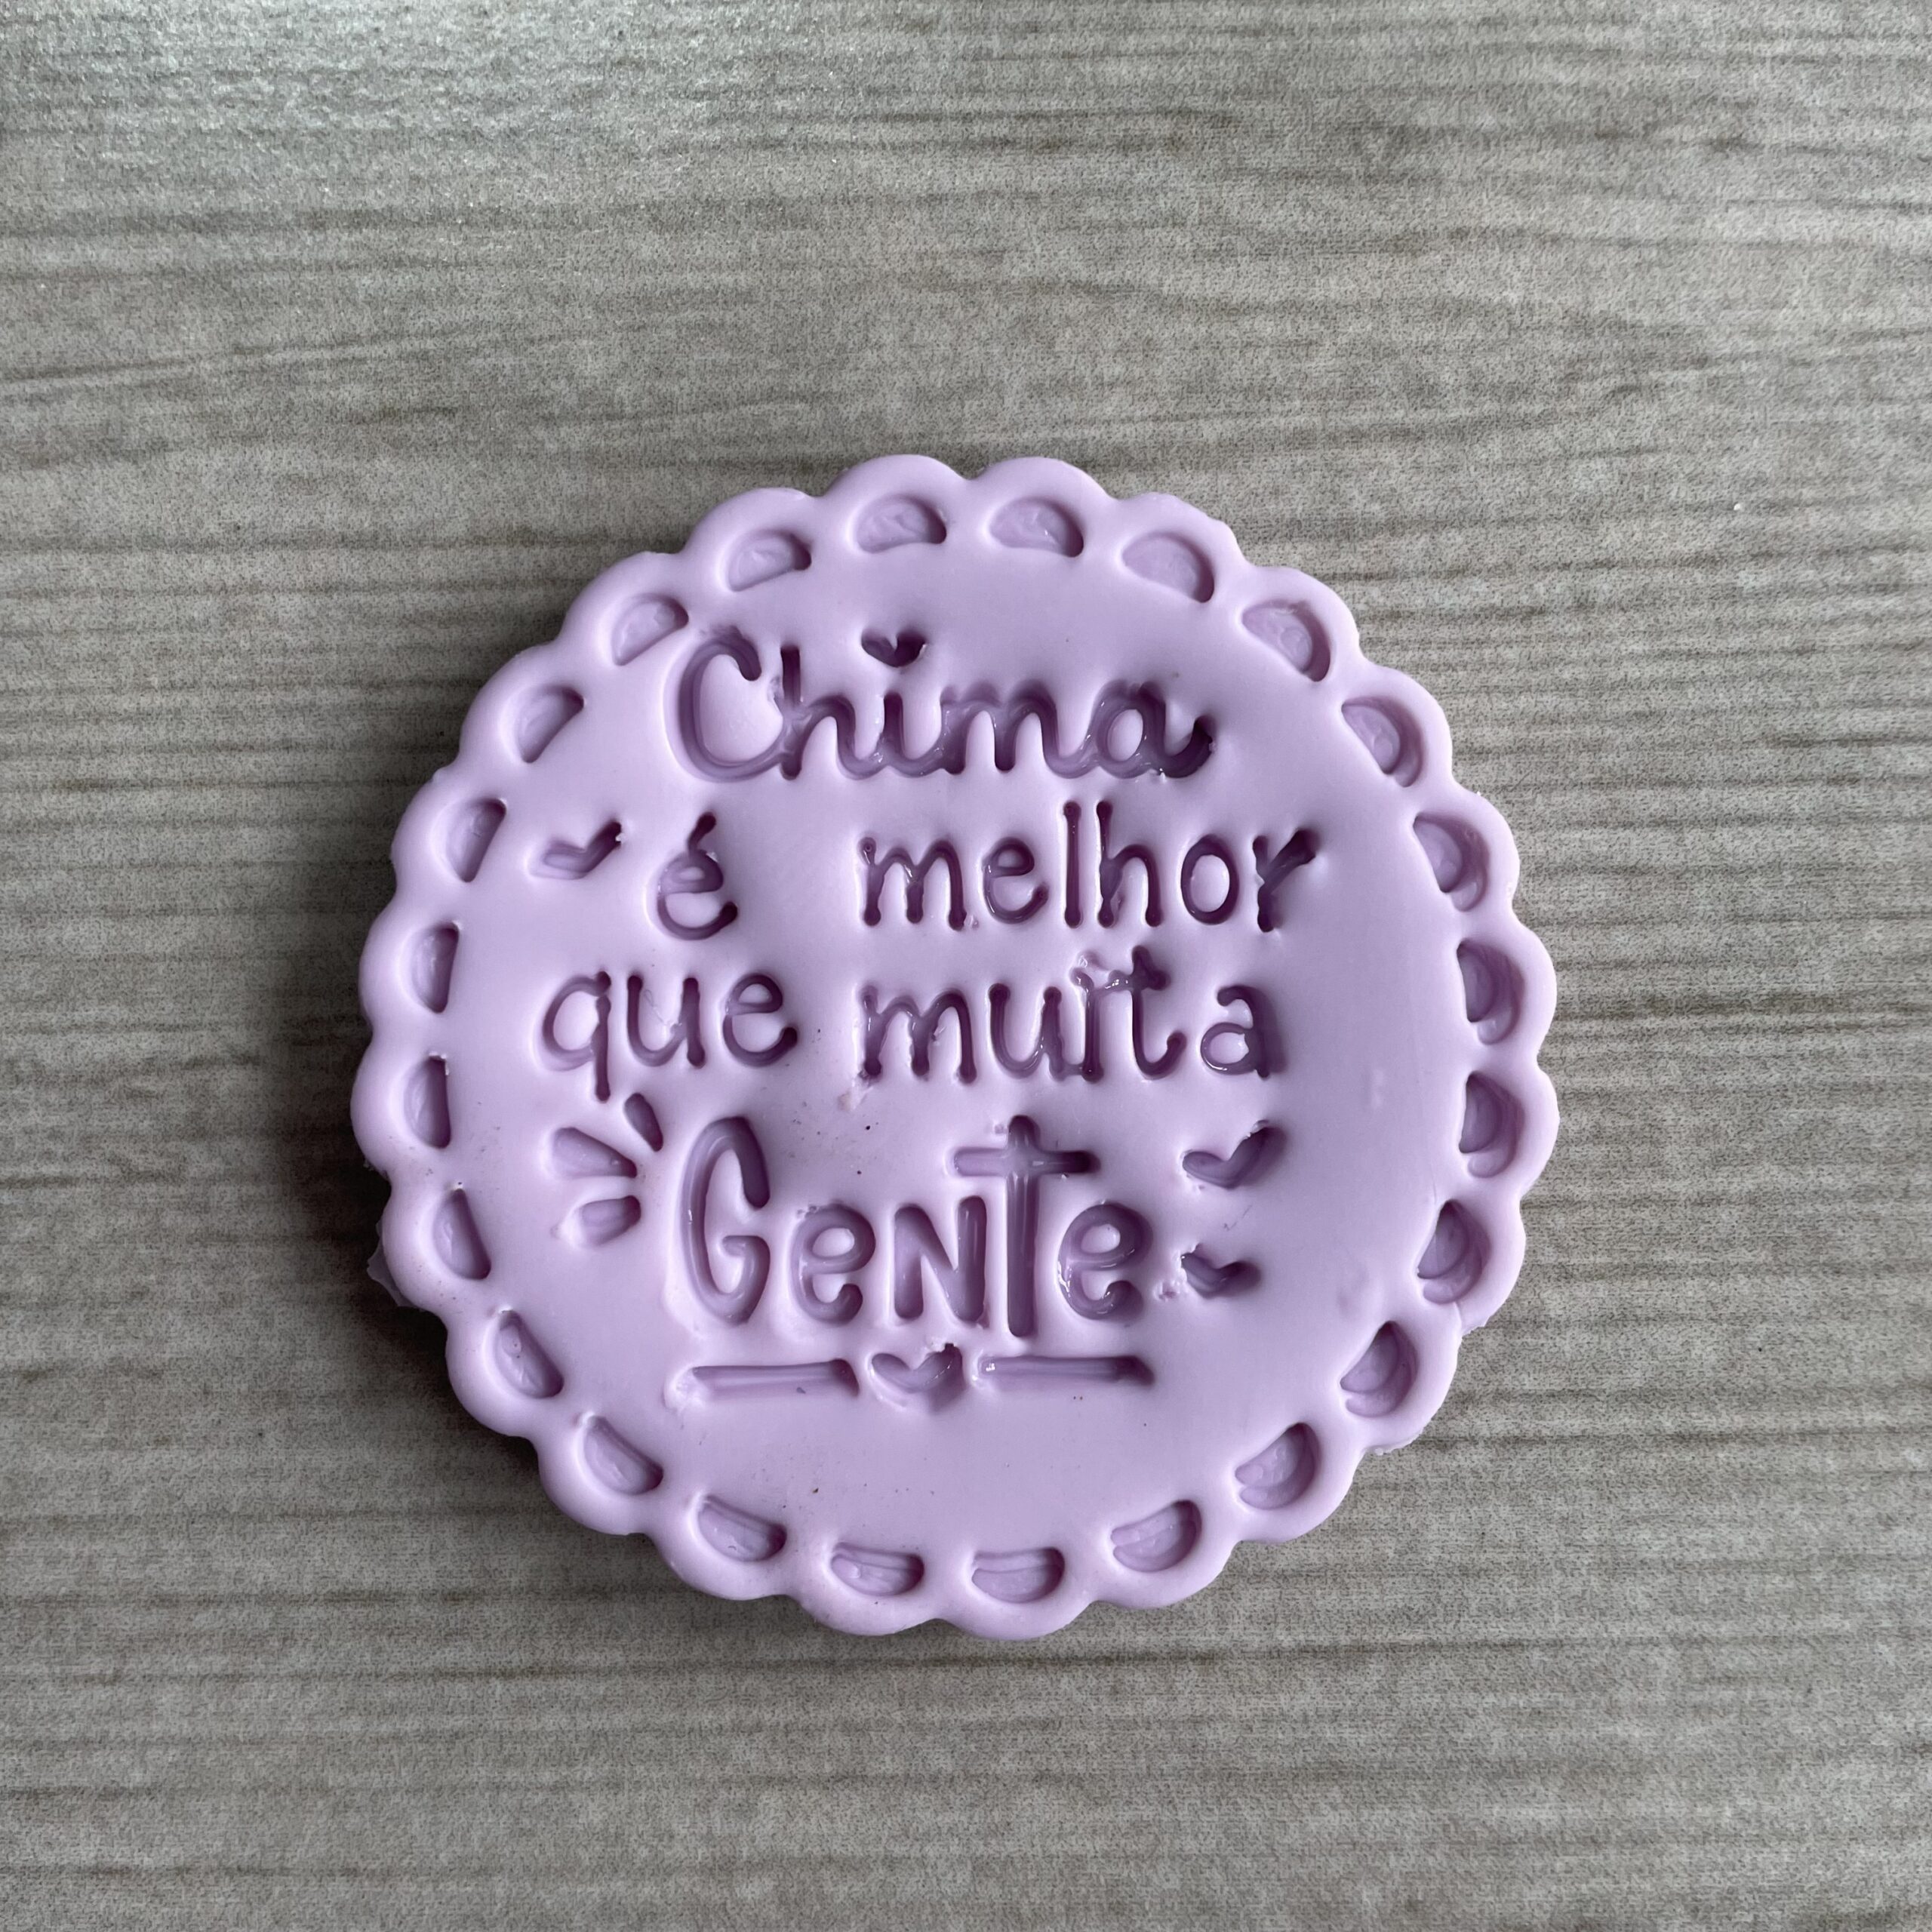 Chima
é melhor
que muita
Gente